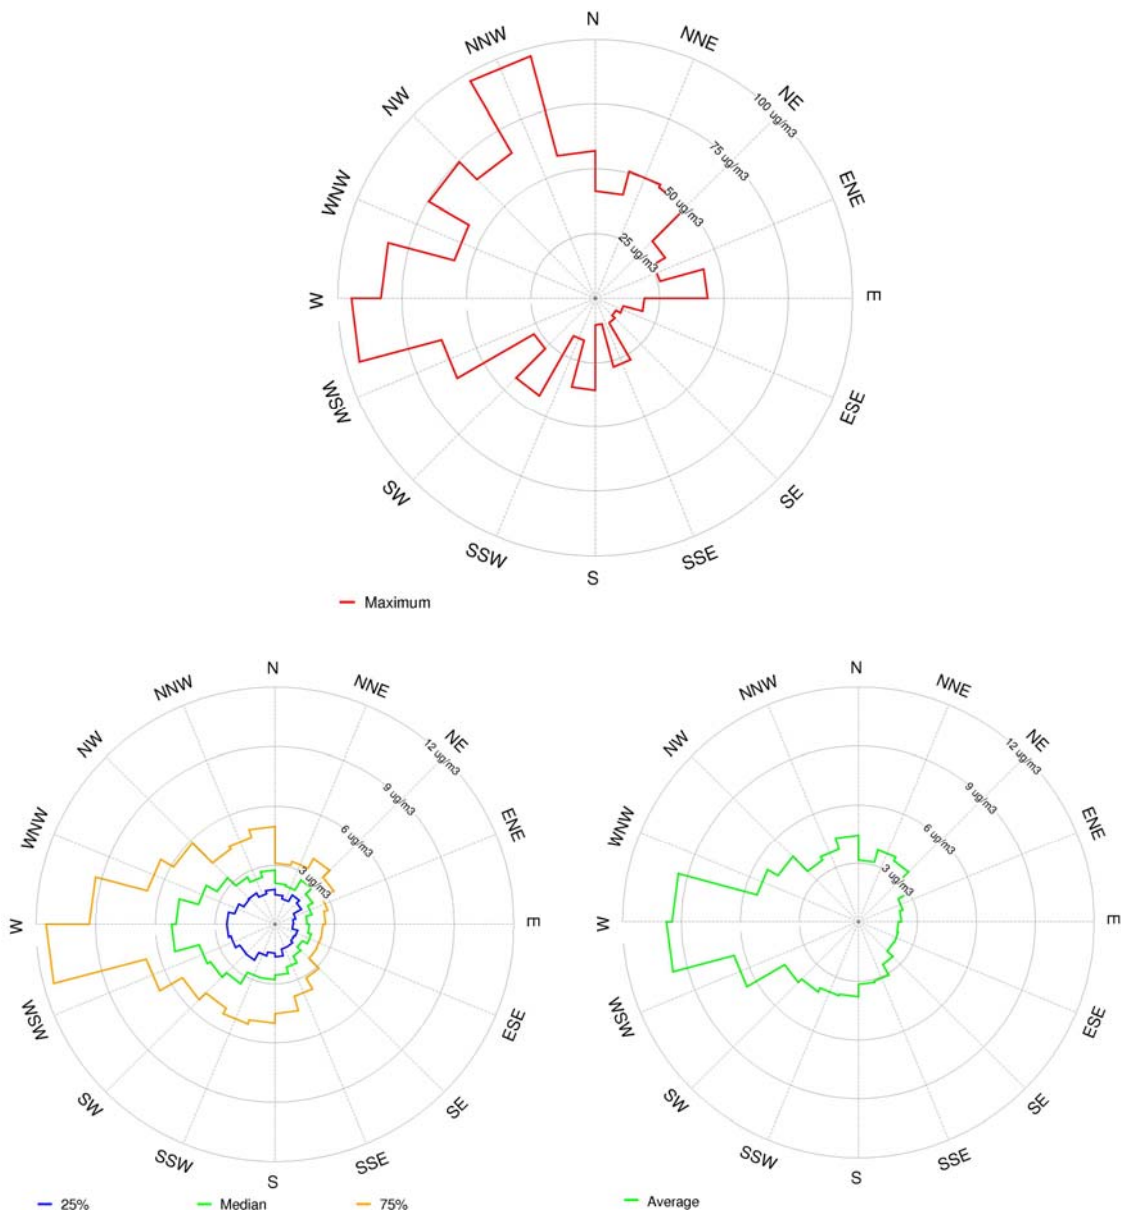 N
NNW
NNE
NW
NE
100 ug/m3
75 ug/m3
WNW
ENE
50 ug/m3
25 ug/m3
W
E
WSW
ESE
SW
SE
SSW
SSE
S
Maximum
N
NNW
NNE
NW
NE
12 ug/m3
9 ug/m3
WNW
ENE
6 ug/m3
3 ug/m3
W
E
WSW
ESE
SW
SE
SSW
SSE
S
25%
Median
75%
N
NNW
NNE
NW
NE
12 ug/m3
9 ug/m3
WNW
ENE
6 ug/m3
3 ug/m3
W
E
WSW
ESE
SW
SE
SSW
SSE
S
Average